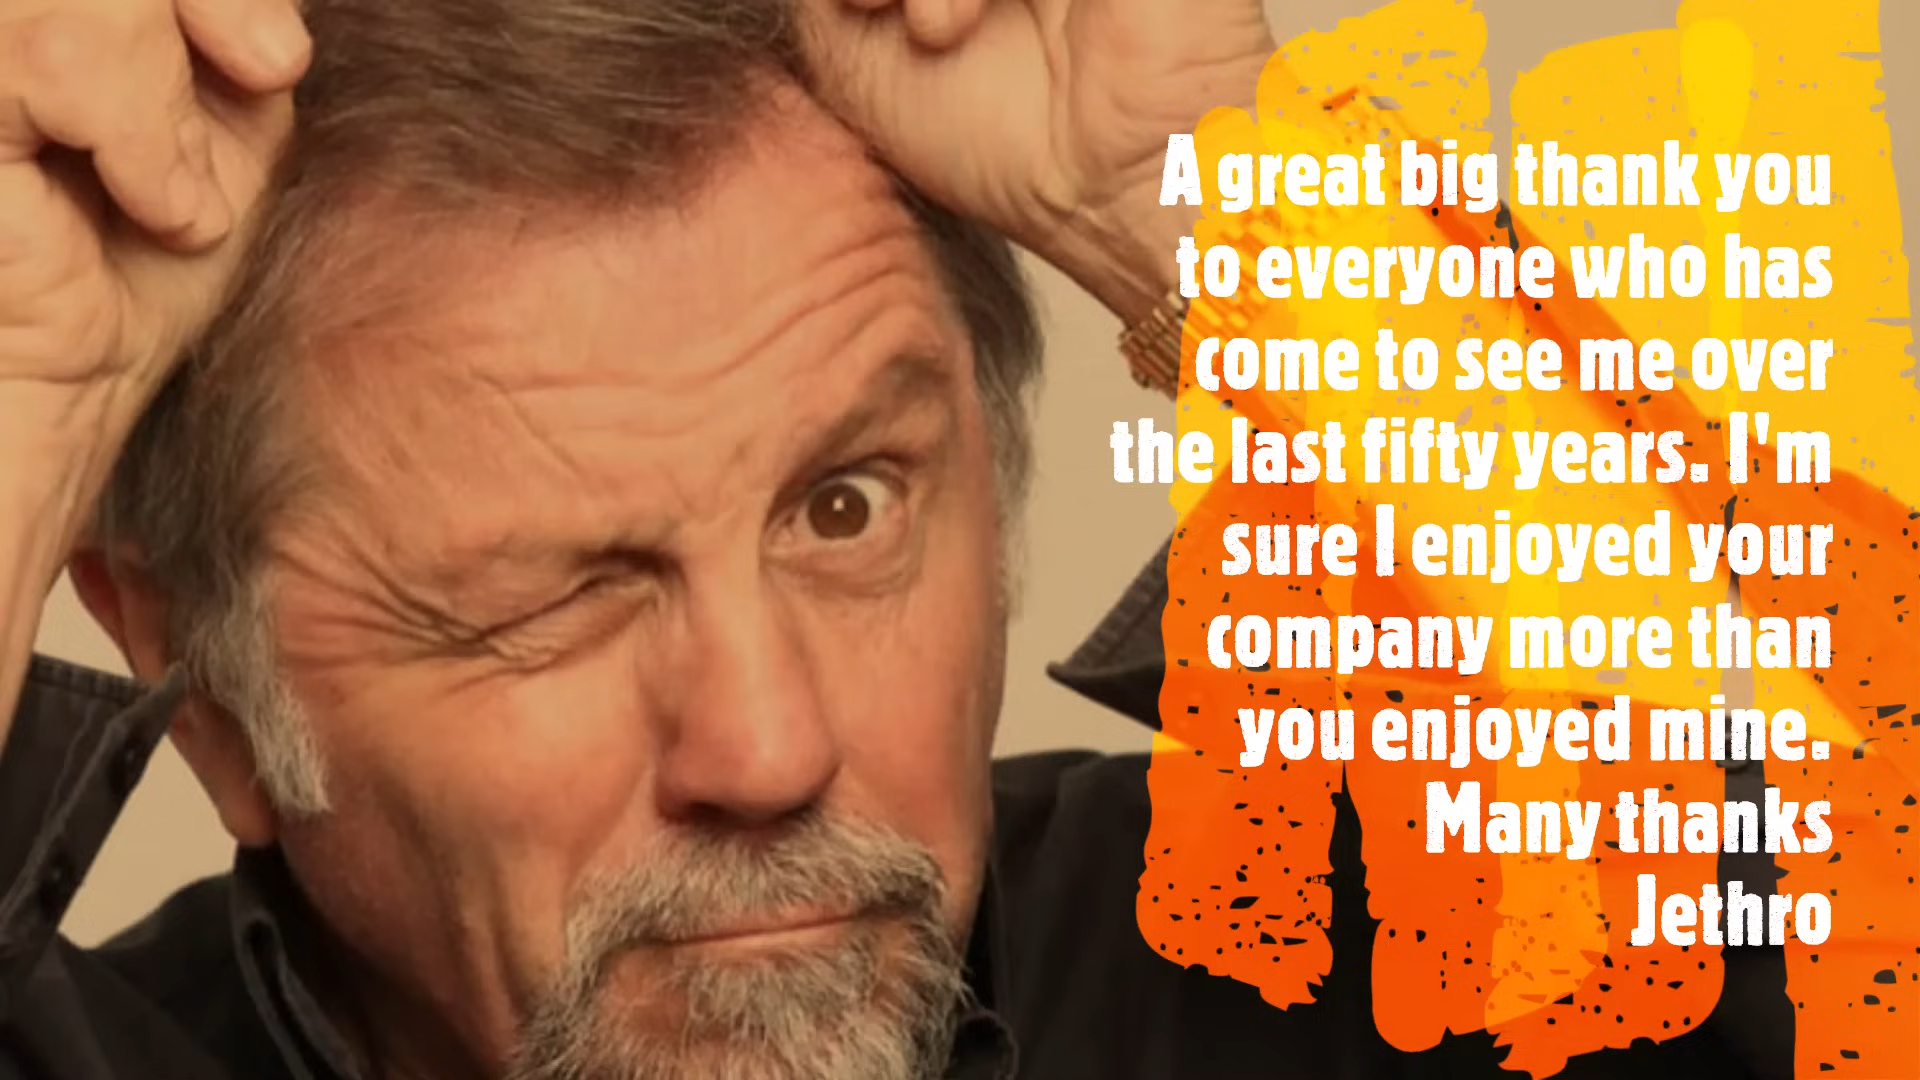 A great big thank you
to everyone who has
come to see me over
the last fifty years. I'm
sure I enjoyed your
company more than
you enjoyed mine.
Many thanks
Jethro